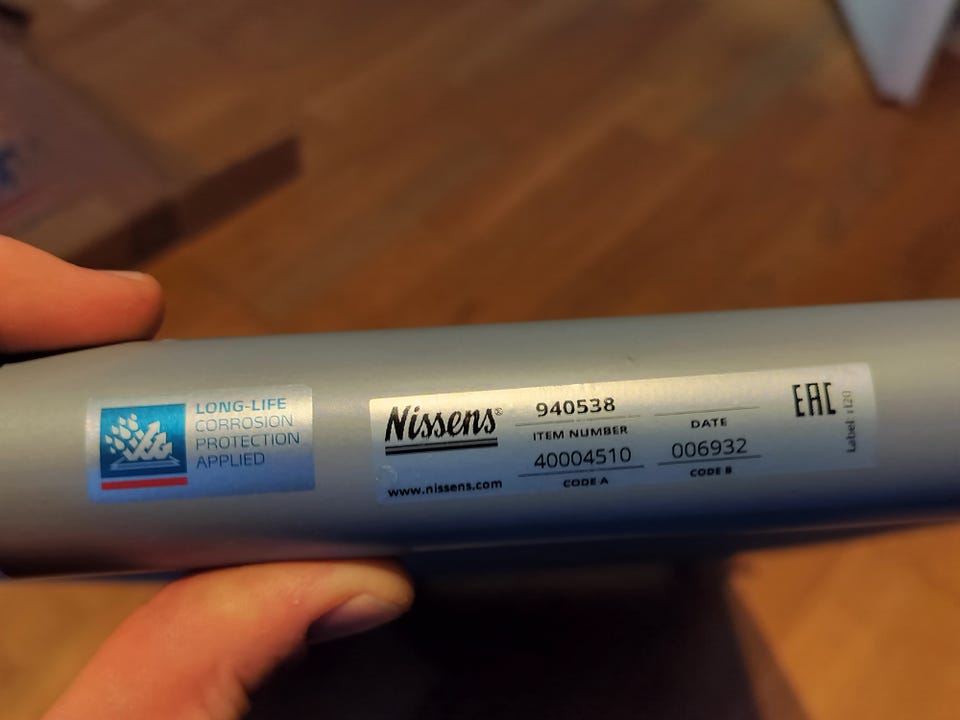 LONG-LIFE
CORROSION
PROTECTION
APPLIED
Nissens®
www.nissens.com
940538
ITEM NUMBER
40004510
CODE A
DATE
006932
CODE B
EAC
Label: